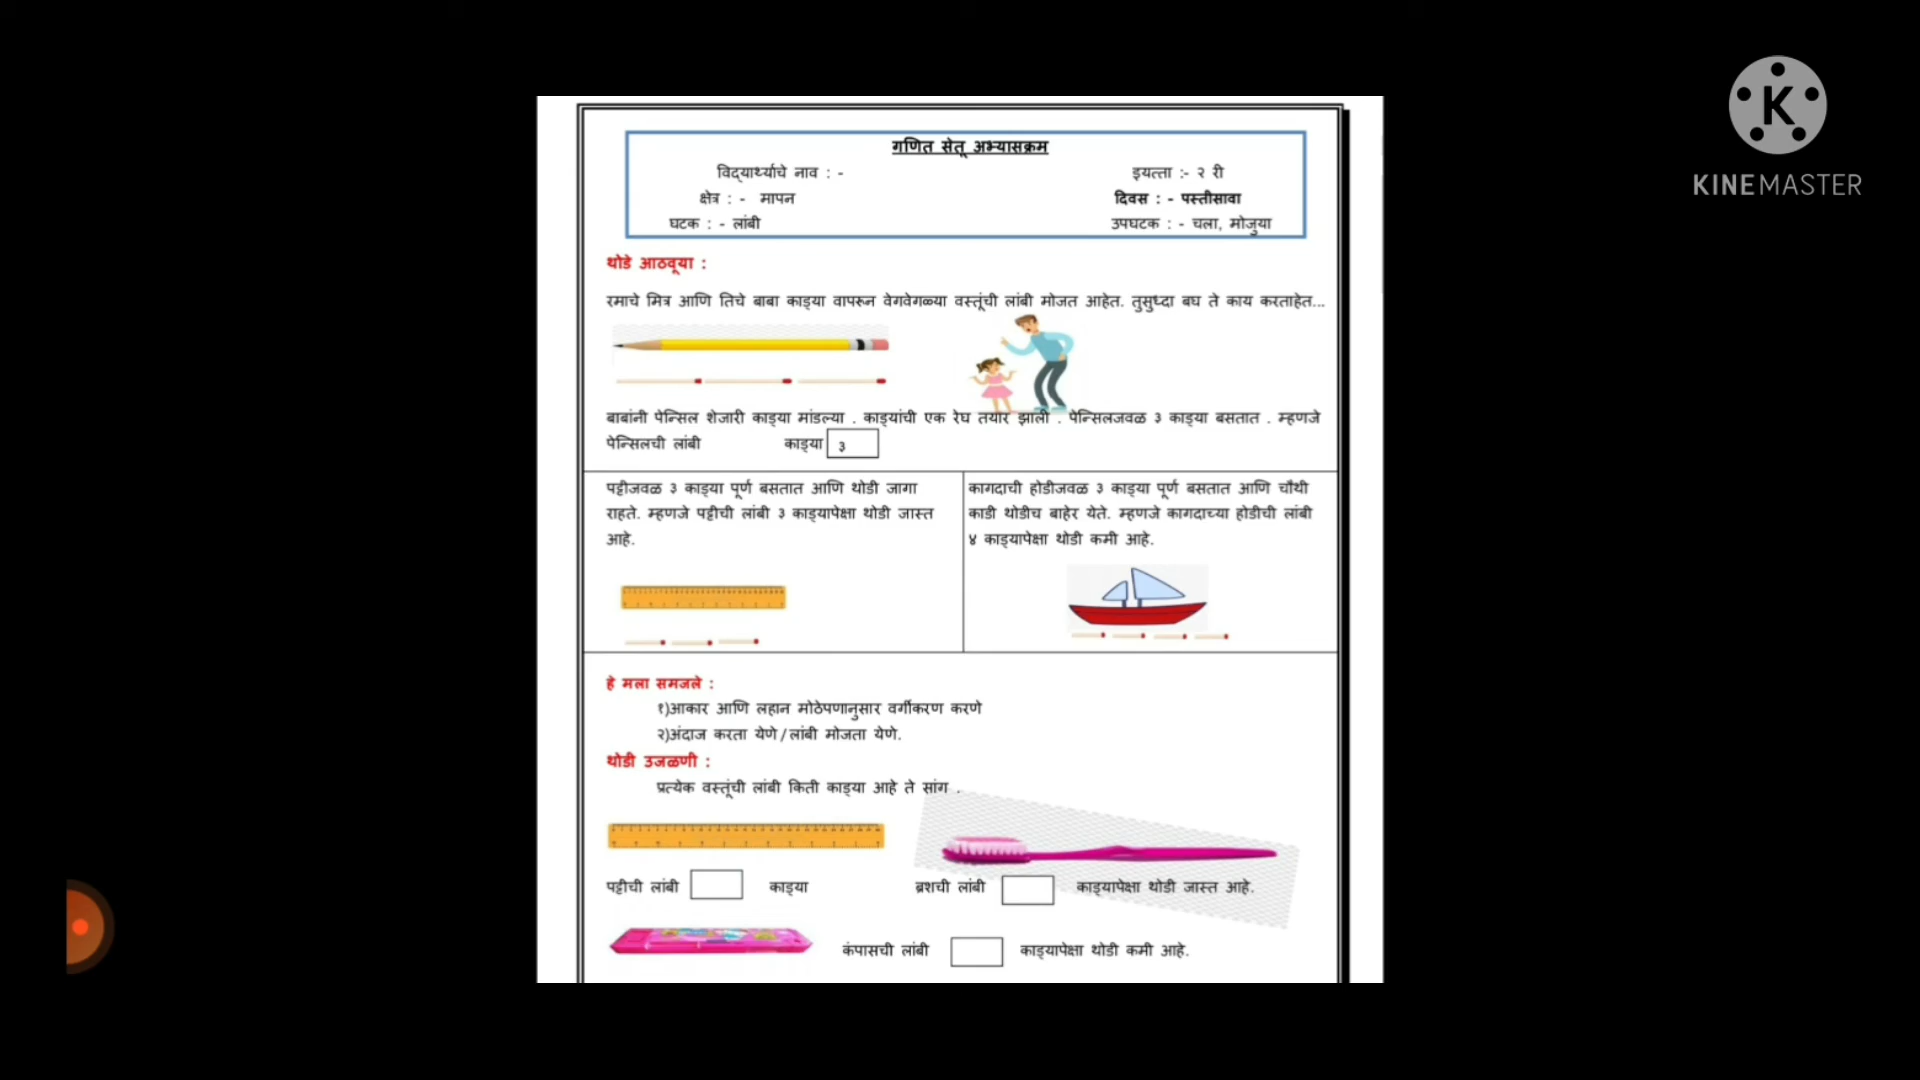 गणित सेतू अभ्यासक्रम
विद्यार्थ्याचे नाव : -
इयत्ता :- २ री
क्षेत्र : - मापन
दिवस : - पस्तीसावा
घटक : - लांबी
उपघटक : - चला, मोजुया
थोडे आठवूया :
रमाचे मित्र आणि तिचे बाबा काड्या वापरून वेगवेगळ्या वस्तूंची लांबी मोजत आहेत. तुसुध्दा बघ ते काय करताहेत...
बाबांनी पेन्सिल शेजारी काड्या मांडल्या . काड्यांची एक रेघ तयार झाली . पेन्सिलजवळ ३ काड्या बसतात . म्हणजे
पेन्सिलची लांबी काड्या ३
पट्टीजवळ ३ काड्या पूर्ण बसतात आणि थोडी जागा
राहते. म्हणजे पट्टीची लांबी ३ काड्यापेक्षा थोडी जास्त
आहे.
कागदाची होडीजवळ ३ काड्या पूर्ण बसतात आणि चौथी
काडी थोडीच बाहेर येते. म्हणजे कागदाच्या होडीची लांबी
४ काड्यापेक्षा थोडी कमी आहे.
हे मला समजले :
१)आकार आणि लहान मोठेपणानुसार वर्गीकरण करणे
२)अंदाज करता येणे/लांबी मोजता येणे.
थोडी उजळणी :
प्रत्येक वस्तूंची लांबी किती काड्या आहे ते सांग .
पट्टीची लांबी काड्या
ब्रशची लांबी काड्यापेक्षा थोडी जास्त आहे.
कंपासची लांबी काड्यापेक्षा थोडी कमी आहे.
K
KINEMASTER